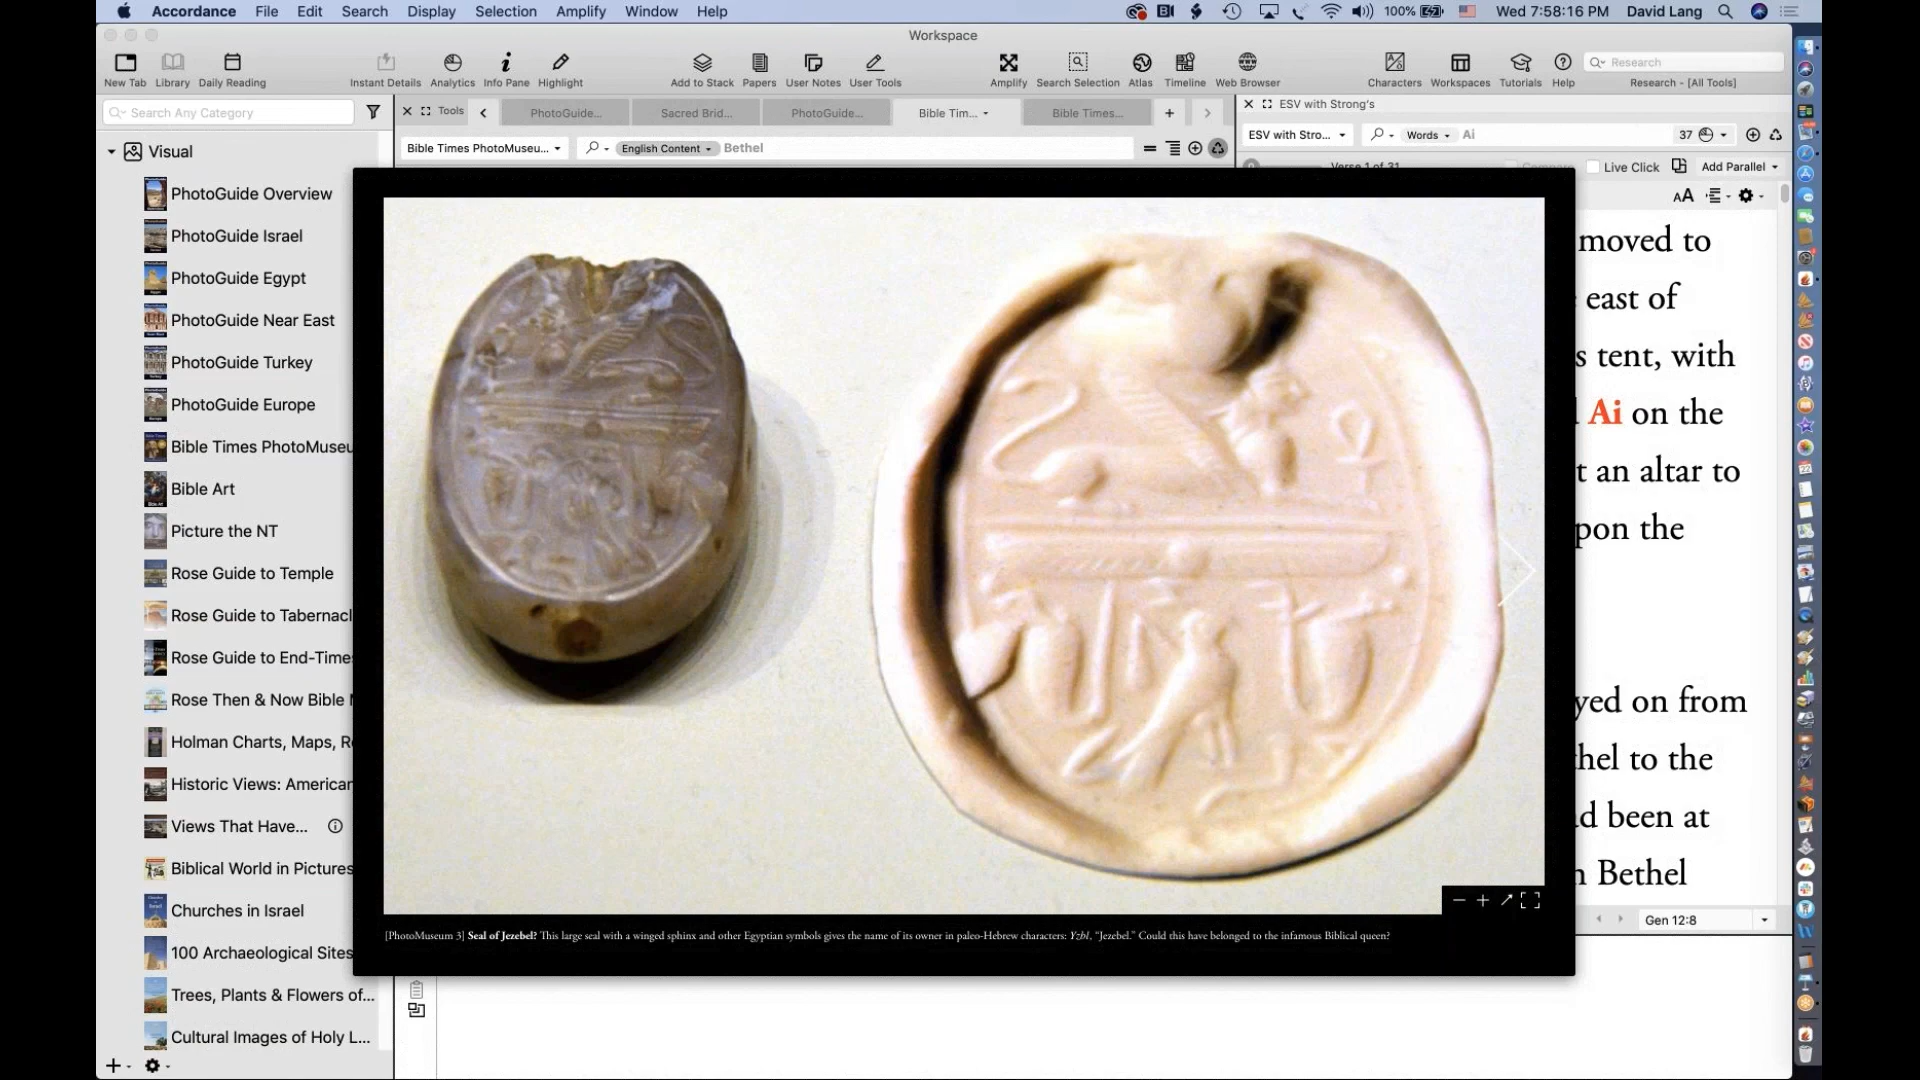 Accordance File Edit Search Display Selection Amplify Window Help
100% Wed 7:58:16 PM David Lang
Workspace
New Tab Library Daily Reading Instant Details Analytics Info Pane Highlight Add to Stack Papers User Notes User Tools Amplify Search Selection Atlas Timeline Web Browser Characters Workspaces Tutorials Help
Research
Research - [All Tools]
Search Any Category
Tools PhotoGuide... Sacred Brid... PhotoGuide... Bible Tim... Bible Times...
ESV with Strong's
Bible Times PhotoMuseu... English Content Bethel
ESV with Stro... Words Ai 37
Verse 1 of 31 Live Click Add Parallel
AA
Visual
PhotoGuide Overview
PhotoGuide Israel
PhotoGuide Egypt
PhotoGuide Near East
PhotoGuide Turkey
PhotoGuide Europe
Bible Times PhotoMuseu
Bible Art
Picture the NT
Rose Guide to Temple
Rose Guide to Tabernacl
Rose Guide to End-Time
Rose Then & Now Bible
Holman Charts, Maps, R
Historic Views: American
Views That Have...
Biblical World in Pictures
Churches in Israel
100 Archaeological Sites
Trees, Plants & Flowers of...
Cultural Images of Holy L...
moved to
east of
s tent, with
Ai on the
t an altar to
pon the
yed on from
hel to the
ad been at
n Bethel
Gen 12:8
[PhotoMuseum 3] Seal of Jezebel? This large seal with a winged sphinx and other Egyptian symbols gives the name of its owner in paleo-Hebrew characters: Yzbl, “Jezebel.” Could this have belonged to the infamous Biblical queen?